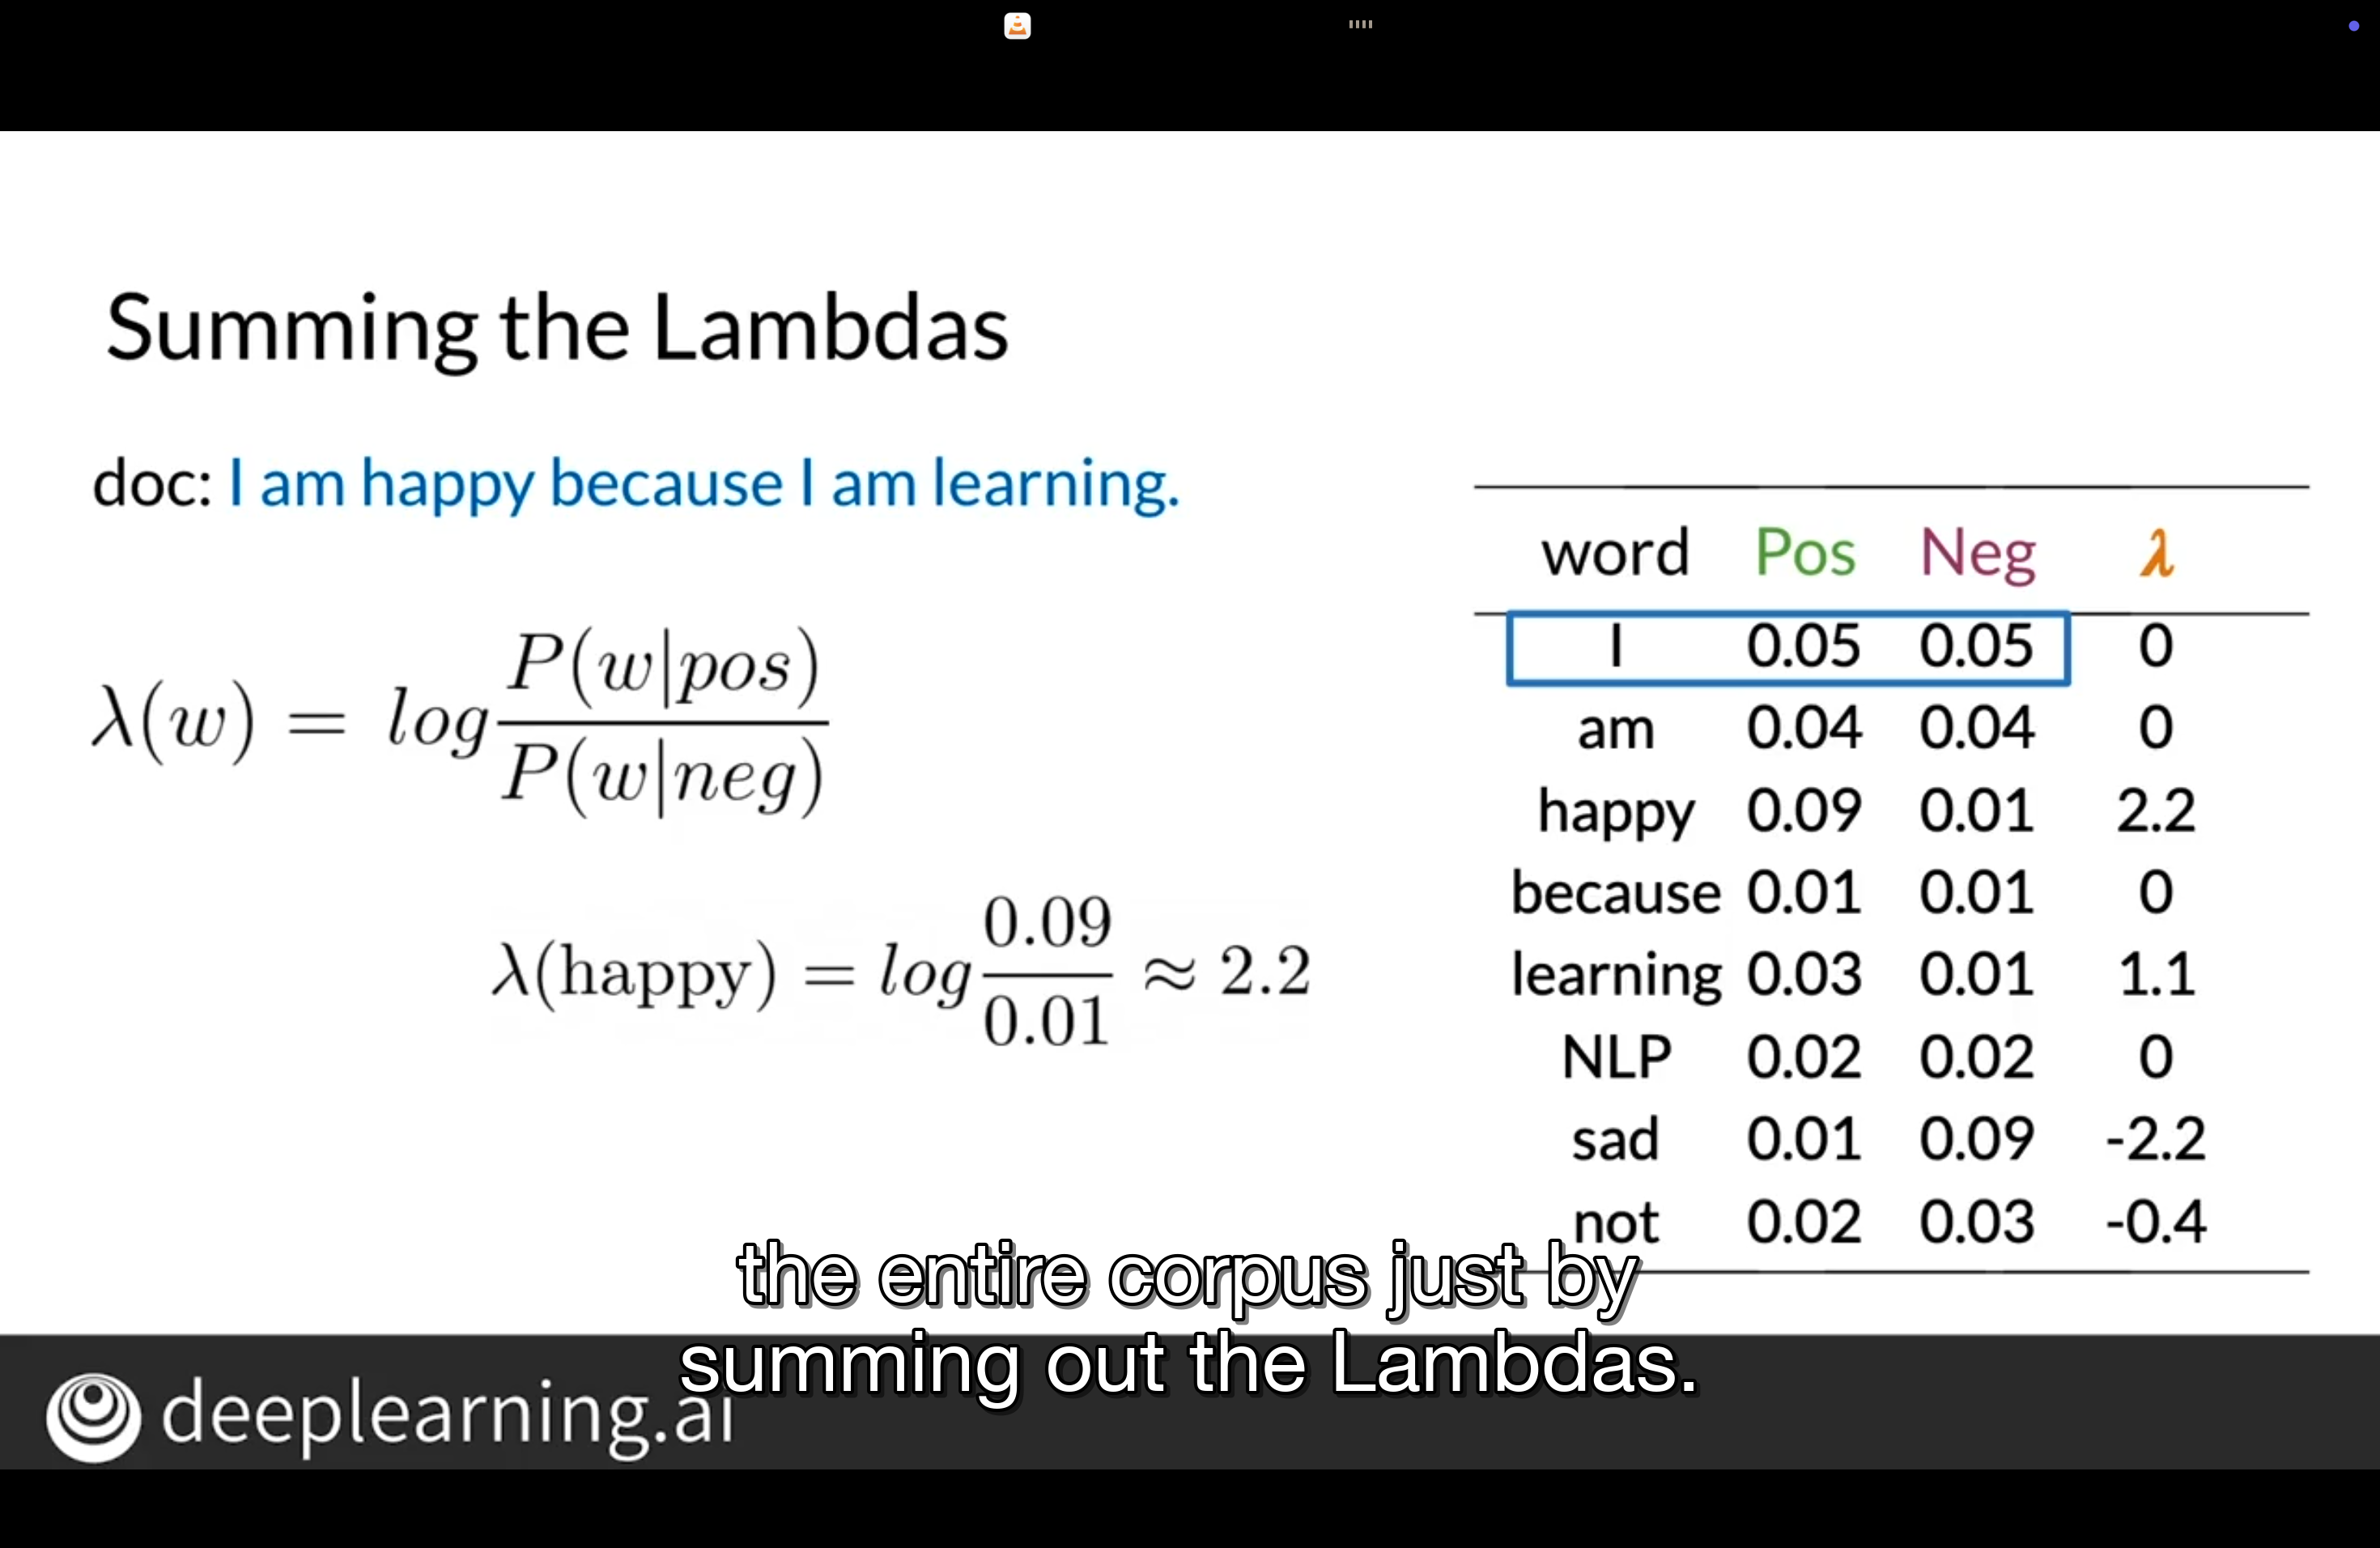 Summing the Lambdas
doc: I am happy because I am learning.
λ(w) = log P(w|pos) / P(w|neg)
λ(happy) = log 0.09 / 0.01 ≈ 2.2
word Pos Neg λ
I 0.05 0.05 0
am 0.04 0.04 0
happy 0.09 0.01 2.2
because 0.01 0.01 0
learning 0.03 0.01 1.1
NLP 0.02 0.02 0
sad 0.01 0.09 -2.2
not 0.02 0.03 -0.4
the entire corpus just by
summing out the Lambdas.
deeplearning.ai